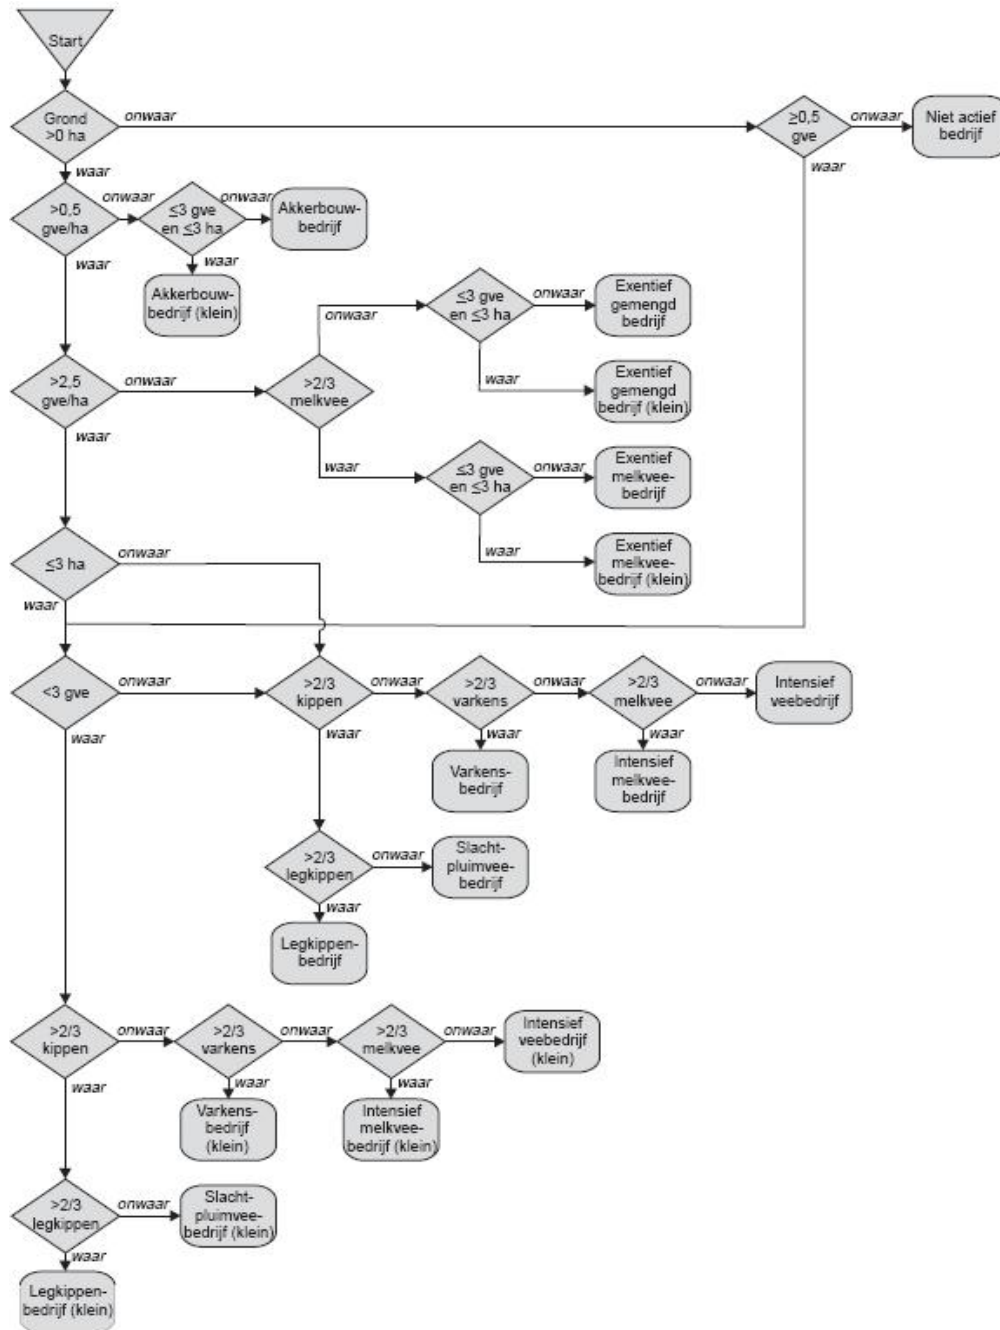 Start
Grond
>0 ha
onwaar
≥0,5
gve
onwaar
Niet actief
bedrijf
waar
waar
>0,5
gve/ha
onwaar
≤3 gve
en ≤3 ha
onwaar
Akkerbouw-
bedrijf
waar
waar
Akkerbouw-
bedrijf (klein)
>2,5
gve/ha
onwaar
>2/3
melkvee
onwaar
≤3 gve
en ≤3 ha
onwaar
Exentief
gemengd
bedrijf
waar
Exentief
gemengd
bedrijf (klein)
waar
waar
≤3 gve
en ≤3 ha
onwaar
Exentief
melkvee-
bedrijf
waar
Exentief
melkvee-
bedrijf (klein)
≤3 ha
onwaar
waar
<3 gve
onwaar
>2/3
kippen
onwaar
>2/3
varkens
onwaar
>2/3
melkvee
onwaar
Intensief
veebedrijf
waar
waar
waar
waar
Varkens-
bedrijf
Intensief
melkvee-
bedrijf
>2/3
legkippen
onwaar
Slacht-
pluimvee-
bedrijf
waar
Legkippen-
bedrijf
>2/3
kippen
onwaar
>2/3
varkens
onwaar
>2/3
melkvee
onwaar
Intensief
veebedrijf
(klein)
waar
waar
waar
Varkens-
bedrijf
(klein)
Intensief
melkvee-
bedrijf (klein)
>2/3
legkippen
onwaar
Slacht-
pluimvee-
bedrijf (klein)
waar
Legkippen-
bedrijf (klein)